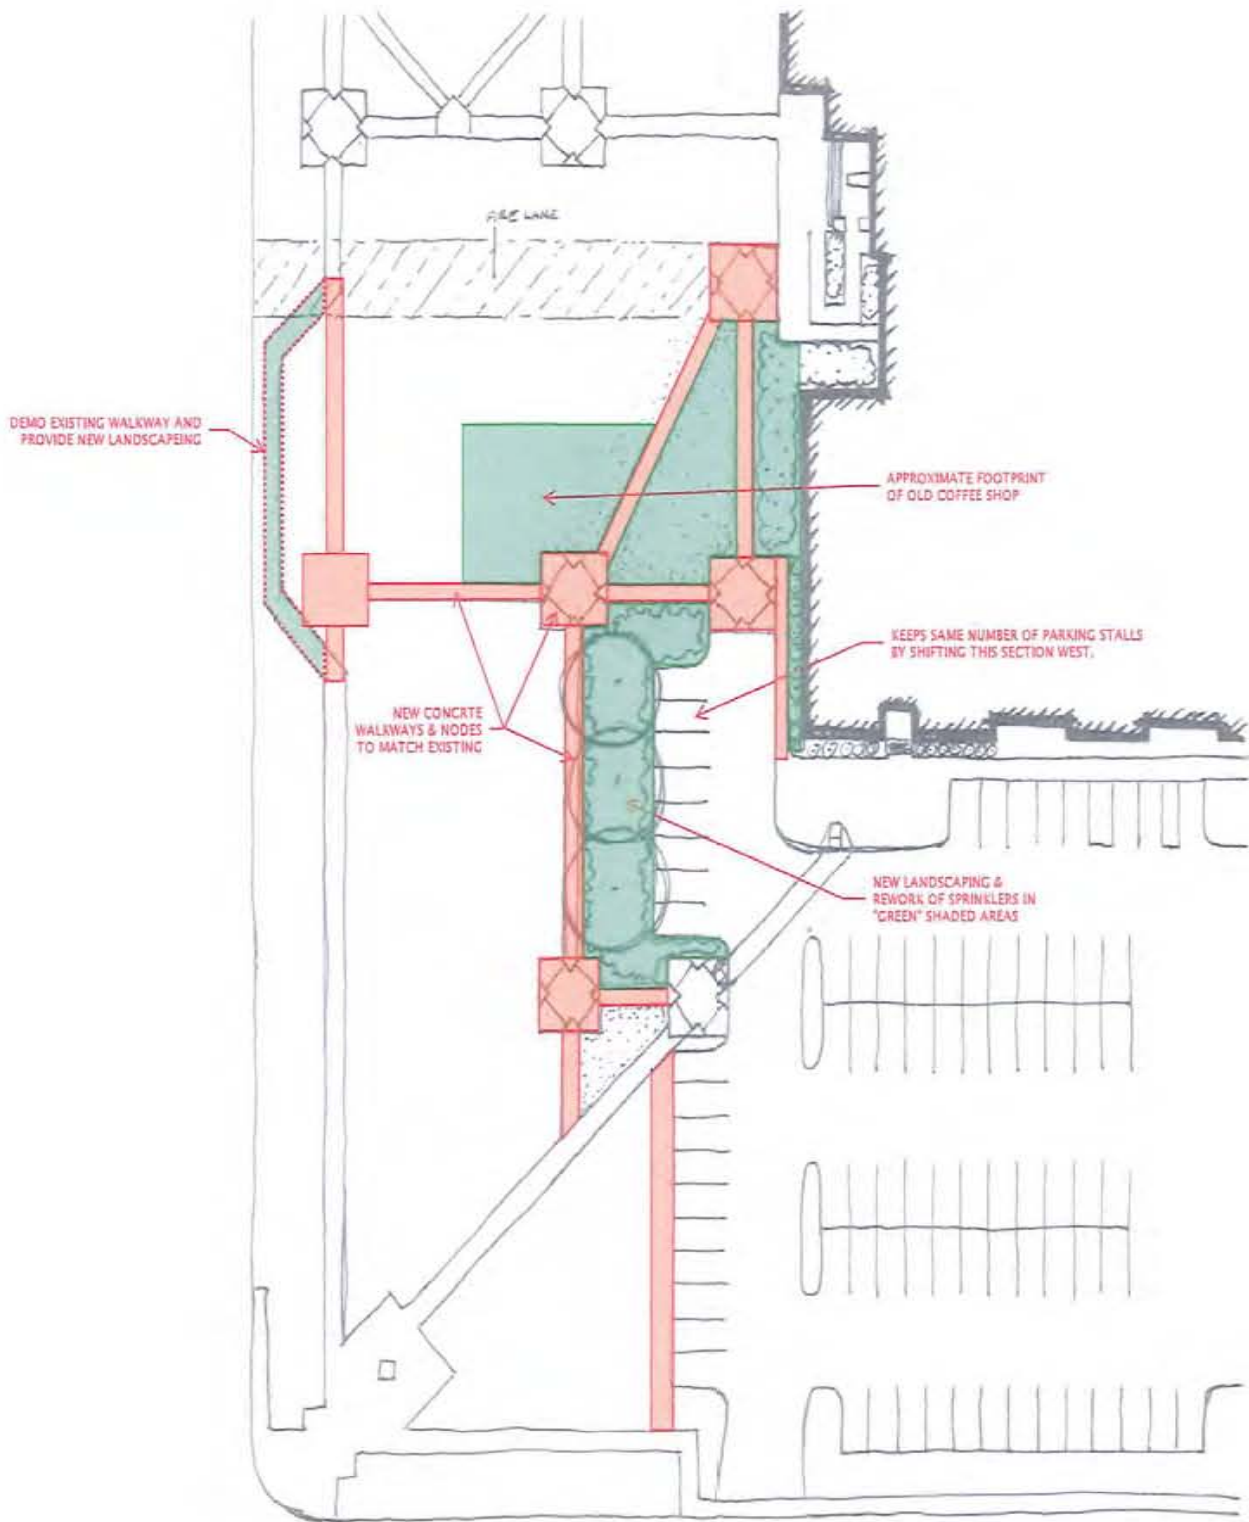 FIRE LANE
DEMO EXISTING WALKWAY AND
PROVIDE NEW LANDSCAPEING
APPROXIMATE FOOTPRINT
OF OLD COFFEE SHOP
KEEPS SAME NUMBER OF PARKING STALLS
BY SHIFTING THIS SECTION WEST.
NEW CONCRTE
WALKWAYS & NODES
TO MATCH EXISTING
NEW LANDSCAPING &
REWORK OF SPRINKLERS IN
"GREEN" SHADED AREAS